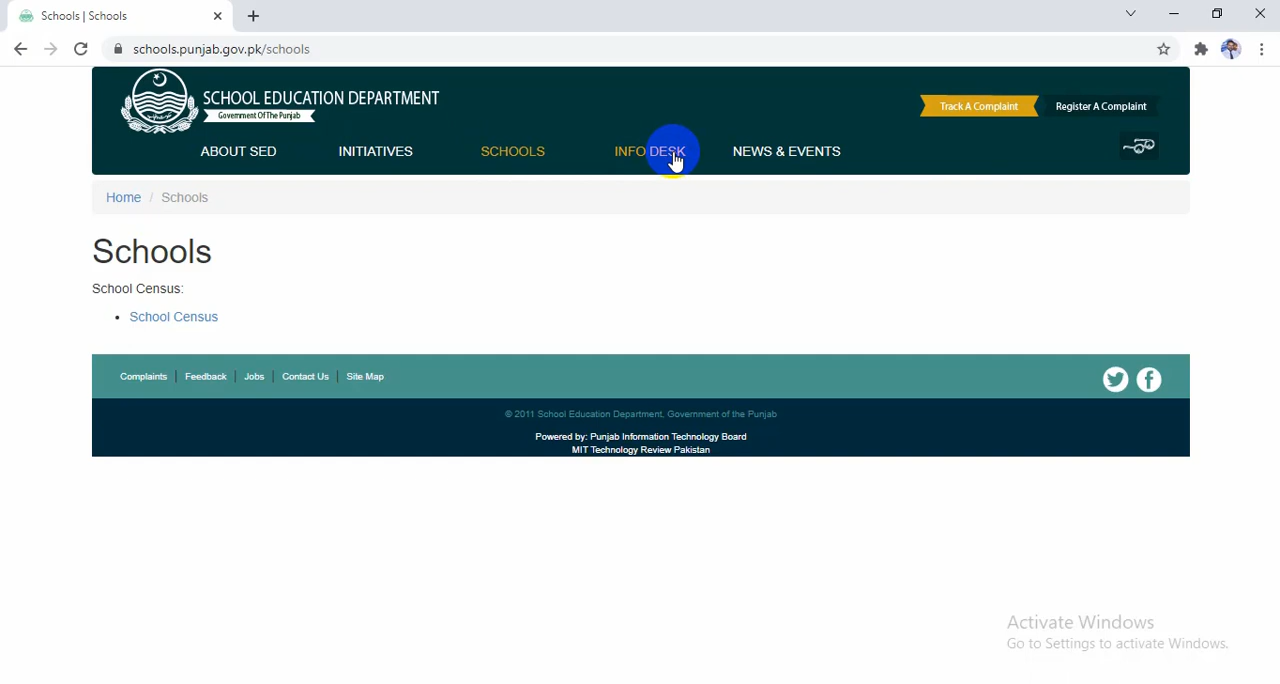 Schools | Schools
schools.punjab.gov.pk/schools
SCHOOL EDUCATION DEPARTMENT
Government Of The Punjab
Track A Complaint
Register A Complaint
ABOUT SED
INITIATIVES
SCHOOLS
INFO DESK
NEWS & EVENTS
Home / Schools
Schools
School Census:
• School Census
Complaints | Feedback | Jobs | Contact Us | Site Map
© 2011 School Education Department, Government of the Punjab
Powered by: Punjab Information Technology Board
MIT Technology Review Pakistan
Activate Windows
Go to Settings to activate Windows.